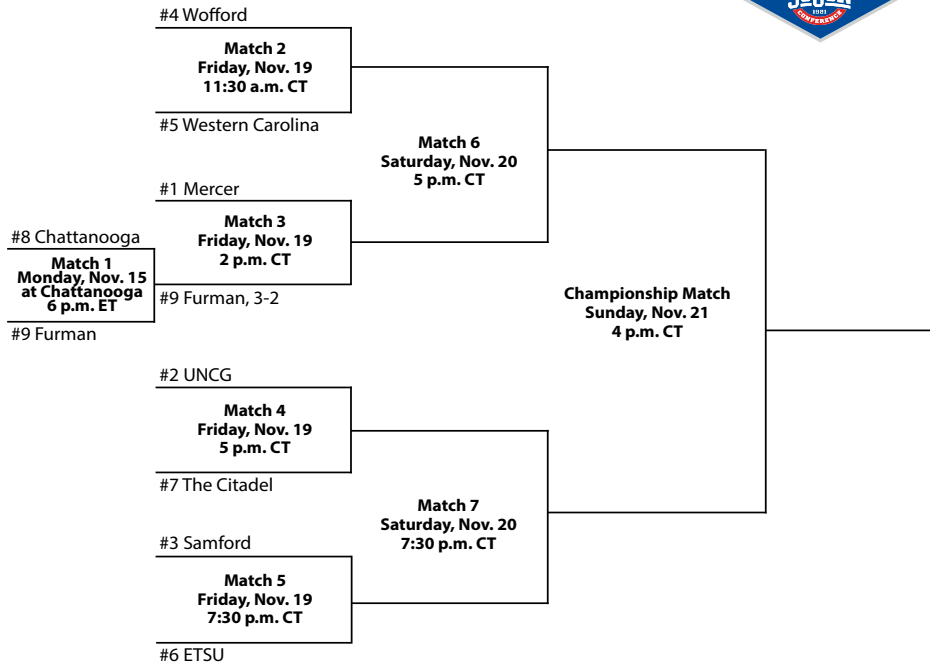 #4 Wofford
Match 2
Friday, Nov. 19
11:30 a.m. CT
#5 Western Carolina
Match 6
Saturday, Nov. 20
5 p.m. CT
#1 Mercer
Match 3
Friday, Nov. 19
2 p.m. CT
#8 Chattanooga
Match 1
Monday, Nov. 15
at Chattanooga
6 p.m. ET
#9 Furman, 3-2
#9 Furman
Championship Match
Sunday, Nov. 21
4 p.m. CT
#2 UNCG
Match 4
Friday, Nov. 19
5 p.m. CT
#7 The Citadel
Match 7
Saturday, Nov. 20
7:30 p.m. CT
#3 Samford
Match 5
Friday, Nov. 19
7:30 p.m. CT
#6 ETSU
1921
CONFERENCE